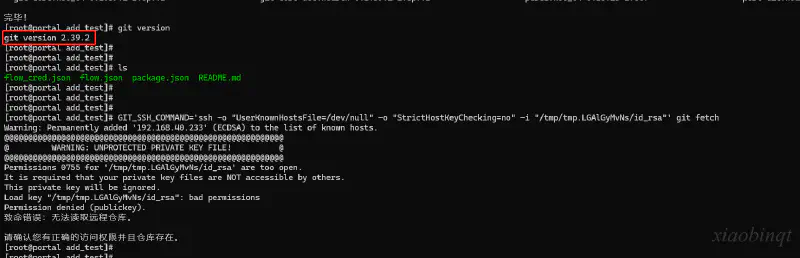 完毕！
[root@portal add_test]# git version
git version 2.39.2
[root@portal add_test]#
[root@portal add_test]#
[root@portal add_test]# ls
flow_cred.json flow.json package.json README.md
[root@portal add_test]#
[root@portal add_test]#
[root@portal add_test]# GIT_SSH_COMMAND='ssh -o "UserKnownHostsFile=/dev/null" -o "StrictHostKeyChecking=no" -i "/tmp/tmp.LGAlGyMvNs/id_rsa"' git fetch
Warning: Permanently added '192.168.40.233' (ECDSA) to the list of known hosts.
@@@@@@@@@@@@@@@@@@@@@@@@@@@@@@@@@@@@@@@@@@@@@@@@@@@@@@@@@@@
@ WARNING: UNPROTECTED PRIVATE KEY FILE! @
@@@@@@@@@@@@@@@@@@@@@@@@@@@@@@@@@@@@@@@@@@@@@@@@@@@@@@@@@@@
Permissions 0755 for '/tmp/tmp.LGAlGyMvNs/id_rsa' are too open.
It is required that your private key files are NOT accessible by others.
This private key will be ignored.
Load key "/tmp/tmp.LGAlGyMvNs/id_rsa": bad permissions
Permission denied (publickey).
致命错误：无法读取远程仓库。
请确认您有正确的访问权限并且仓库存在。
[root@portal add_test]#
[root@portal add_test]#
xiaobinqt